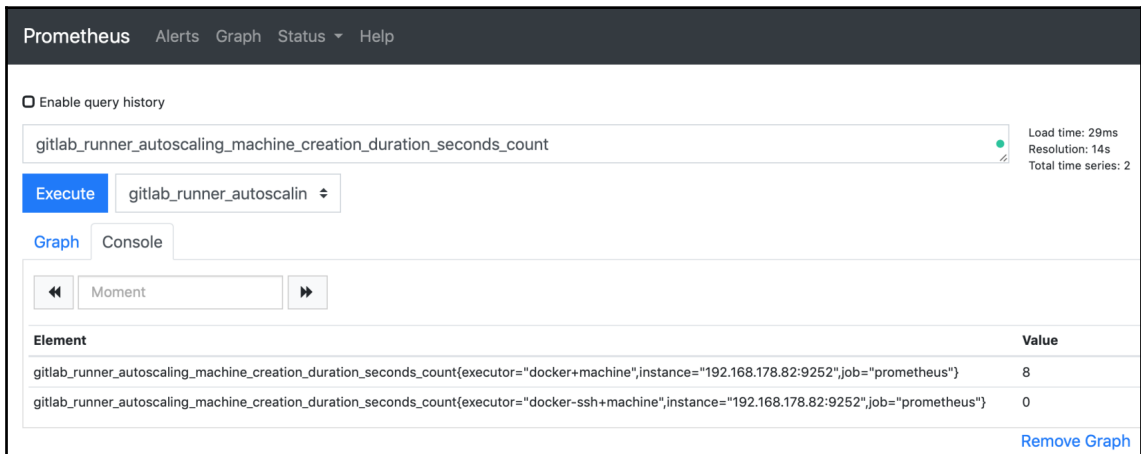 Prometheus Alerts Graph Status Help
Enable query history
gitlab_runner_autoscaling_machine_creation_duration_seconds_count
Load time: 29ms
Resolution: 14s
Total time series: 2
Execute gitlab_runner_autoscalin
Graph Console
Moment
Element Value
gitlab_runner_autoscaling_machine_creation_duration_seconds_count{executor="docker+machine",instance="192.168.178.82:9252",job="prometheus"} 8
gitlab_runner_autoscaling_machine_creation_duration_seconds_count{executor="docker-ssh+machine",instance="192.168.178.82:9252",job="prometheus"} 0
Remove Graph